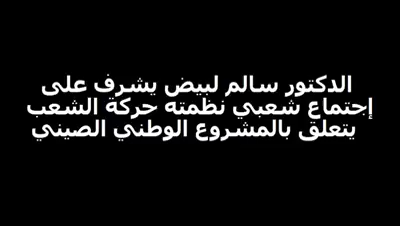 الدكتور سالم لبيض يشرف على
إجتماع شعبي نظمته حركة الشعب
يتعلق بالمشروع الوطني الصيني